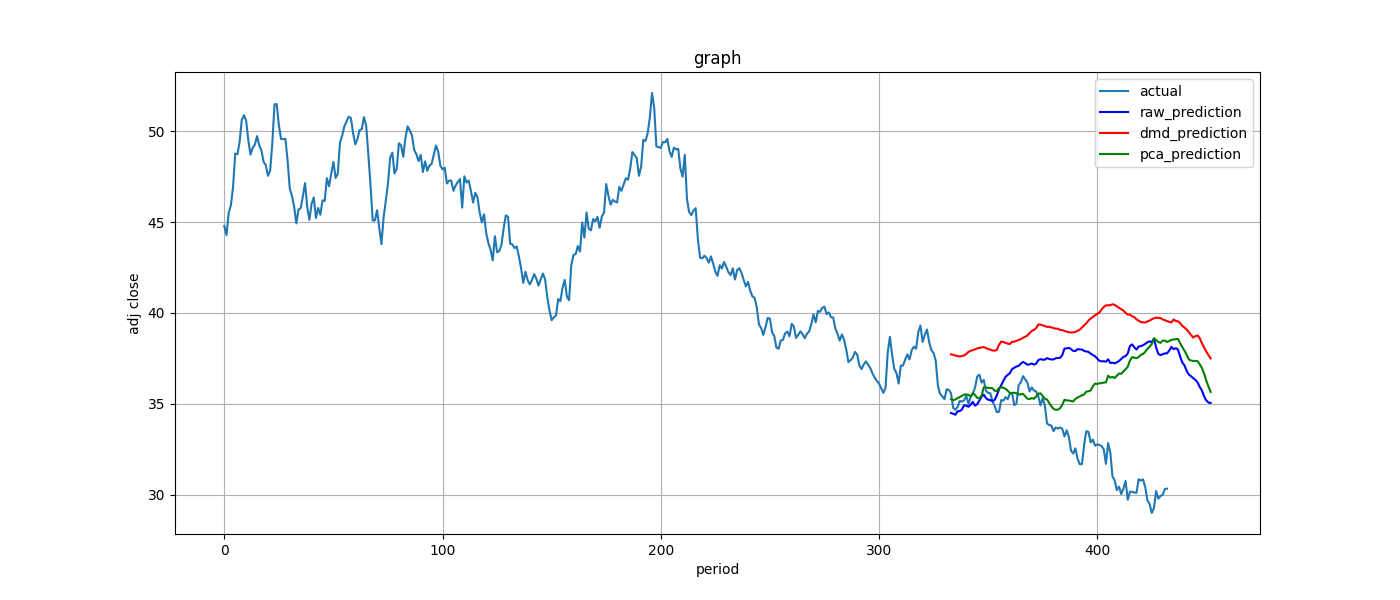 graph
actual
raw_prediction
dmd_prediction
pca_prediction
50
45
40
35
30
adj close
0 100 200 300 400
period